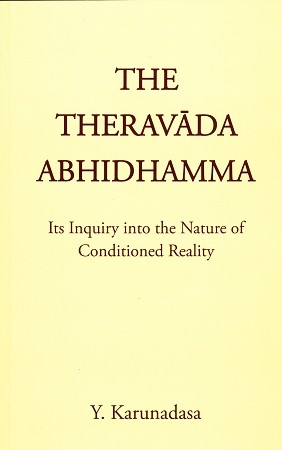 THE
THERAVĀDA
ABHIDHAMMA
Its Inquiry into the Nature of
Conditioned Reality
Y. Karunadasa